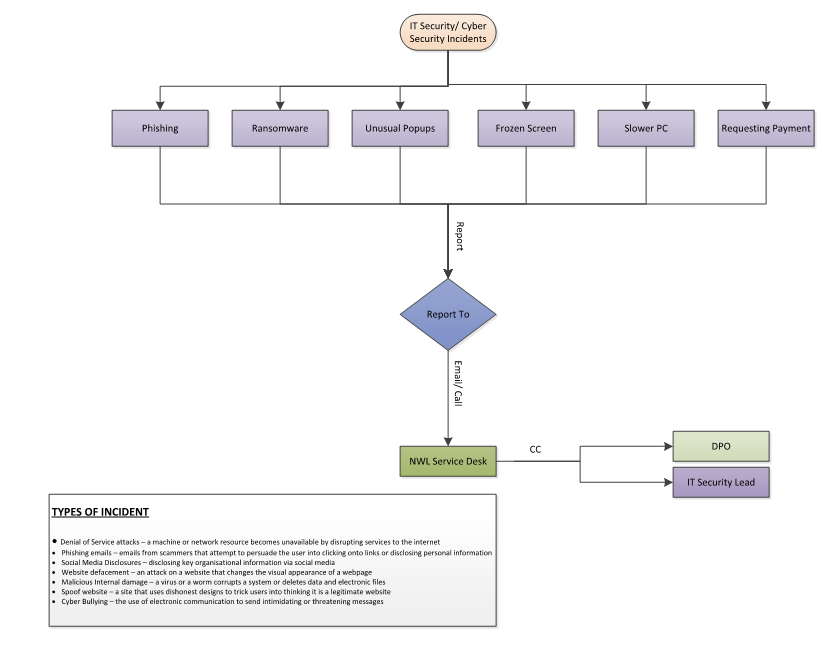 IT Security/ Cyber
Security Incidents
Phishing
Ransomware
Unusual Popups
Frozen Screen
Slower PC
Requesting Payment
Report
Report To
Email/ Call
NWL Service Desk
CC
DPO
IT Security Lead
TYPES OF INCIDENT
• Denial of Service attacks – a machine or network resource becomes unavailable by disrupting services to the internet
• Phishing emails – emails from scammers that attempt to persuade the user into clicking onto links or disclosing personal information
• Social Media Disclosures – disclosing key organisational information via social media
• Website defacement – an attack on a website that changes the visual appearance of a webpage
• Malicious Internal damage – a virus or a worm corrupts a system or deletes data and electronic files
• Spoof website – a site that uses dishonest designs to trick users into thinking it is a legitimate website
• Cyber Bullying – the use of electronic communication to send intimidating or threatening messages